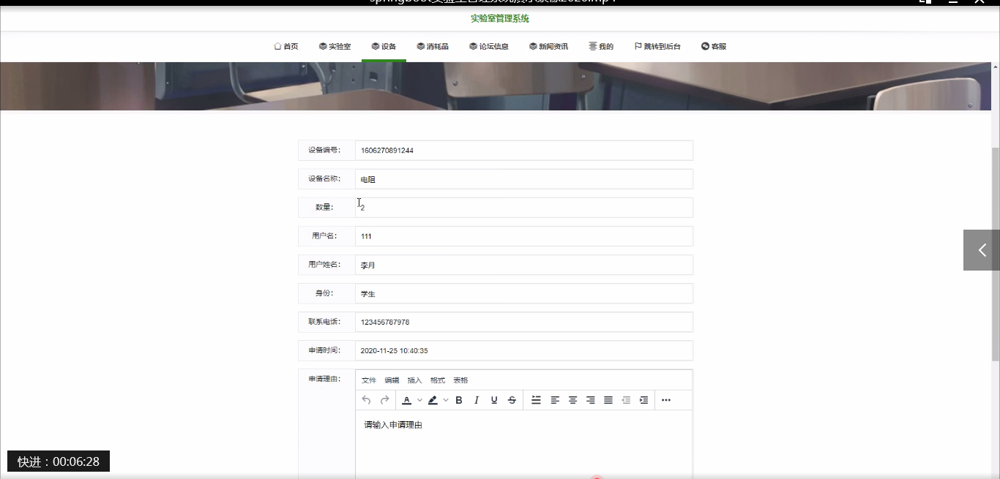 实验室管理系统
首页 实验室 设备 消耗品 论坛信息 新闻资讯 我的 跳转到后台 客服
设备编号: 1606270891244
设备名称: 电阻
数量: 2
用户名: 111
用户姓名: 李月
身份: 学生
联系电话: 123456787978
申请时间: 2020-11-25 10:40:35
申请理由: 文件 编辑 插入 格式 表格
A B I U S
请输入申请理由
快进：00:06:28